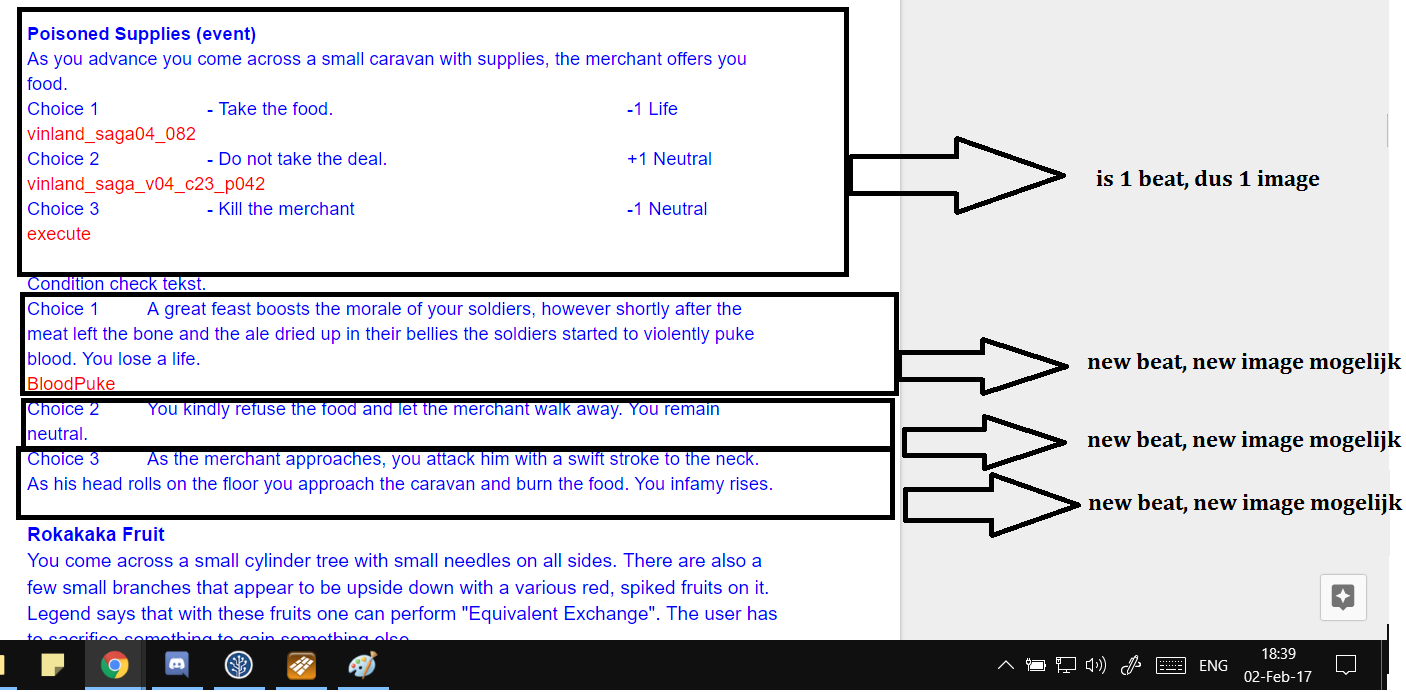 Poisoned Supplies (event)
As you advance you come across a small caravan with supplies, the merchant offers you
food.
Choice 1 - Take the food. -1 Life
vinland_saga04_082
Choice 2 - Do not take the deal. +1 Neutral
vinland_saga_v04_c23_p042
Choice 3 - Kill the merchant -1 Neutral
execute
is 1 beat, dus 1 image
Condition check tekst.
Choice 1 A great feast boosts the morale of your soldiers, however shortly after the
meat left the bone and the ale dried up in their bellies the soldiers started to violently puke
blood. You lose a life.
BloodPuke
new beat, new image mogelijk
Choice 2 You kindly refuse the food and let the merchant walk away. You remain
neutral.
new beat, new image mogelijk
Choice 3 As the merchant approaches, you attack him with a swift stroke to the neck.
As his head rolls on the floor you approach the caravan and burn the food. You infamy rises.
new beat, new image mogelijk
Rokakaka Fruit
You come across a small cylinder tree with small needles on all sides. There are also a
few small branches that appear to be upside down with a various red, spiked fruits on it.
Legend says that with these fruits one can perform "Equivalent Exchange". The user has
to sacrifice something to gain something else
ENG
18:39
02-Feb-17